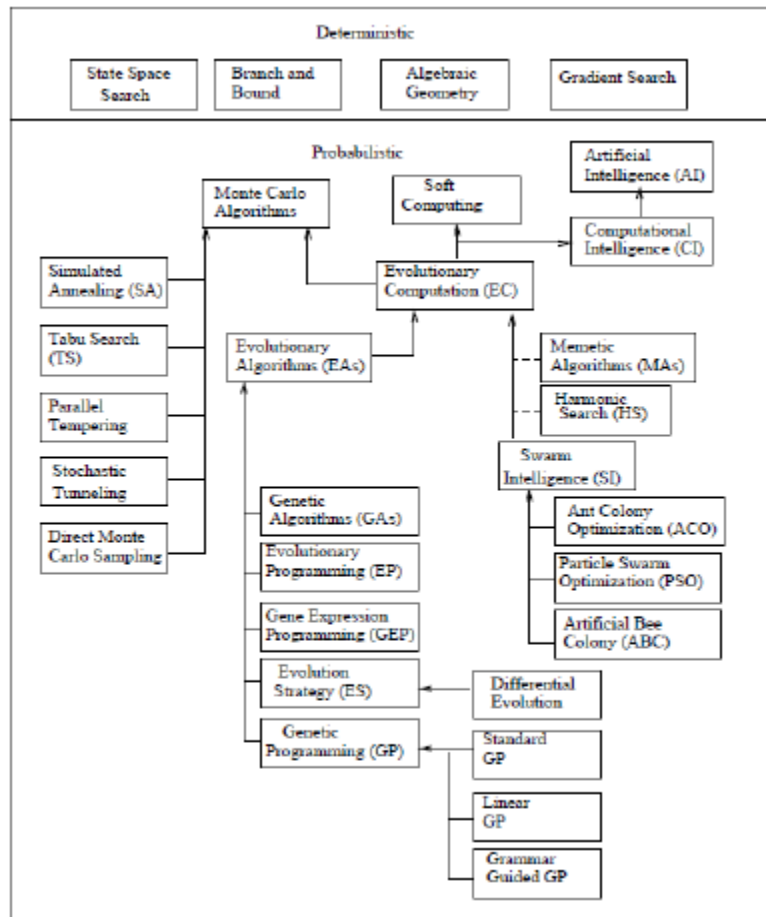 Deterministic
State Space
Search
Branch and
Bound
Algebraic
Geometry
Gradient Search
Probabilistic
Artificial
Intelligence (AI)
Monte Carlo
Algorithms
Soft
Computing
Computational
Intelligence (CI)
Simulated
Annealing (SA)
Evolutionary
Computation (EC)
Tabu Search
(TS)
Evolutionary
Algorithms (EAs)
Memetic
Algorithms (MAs)
Parallel
Tempering
Harmonic
Search (HS)
Stochastic
Tunneling
Swarm
Intelligence (SI)
Genetic
Algorithms (GAs)
Ant Colony
Optimization (ACO)
Direct Monte
Carlo Sampling
Evolutionary
Programming (EP)
Particle Swarm
Optimization (PSO)
Gene Expression
Programming (GEP)
Artificial Bee
Colony (ABC)
Evolution
Strategy (ES)
Differential
Evolution
Genetic
Programming (GP)
Standard
GP
Linear
GP
Grammar
Guided GP